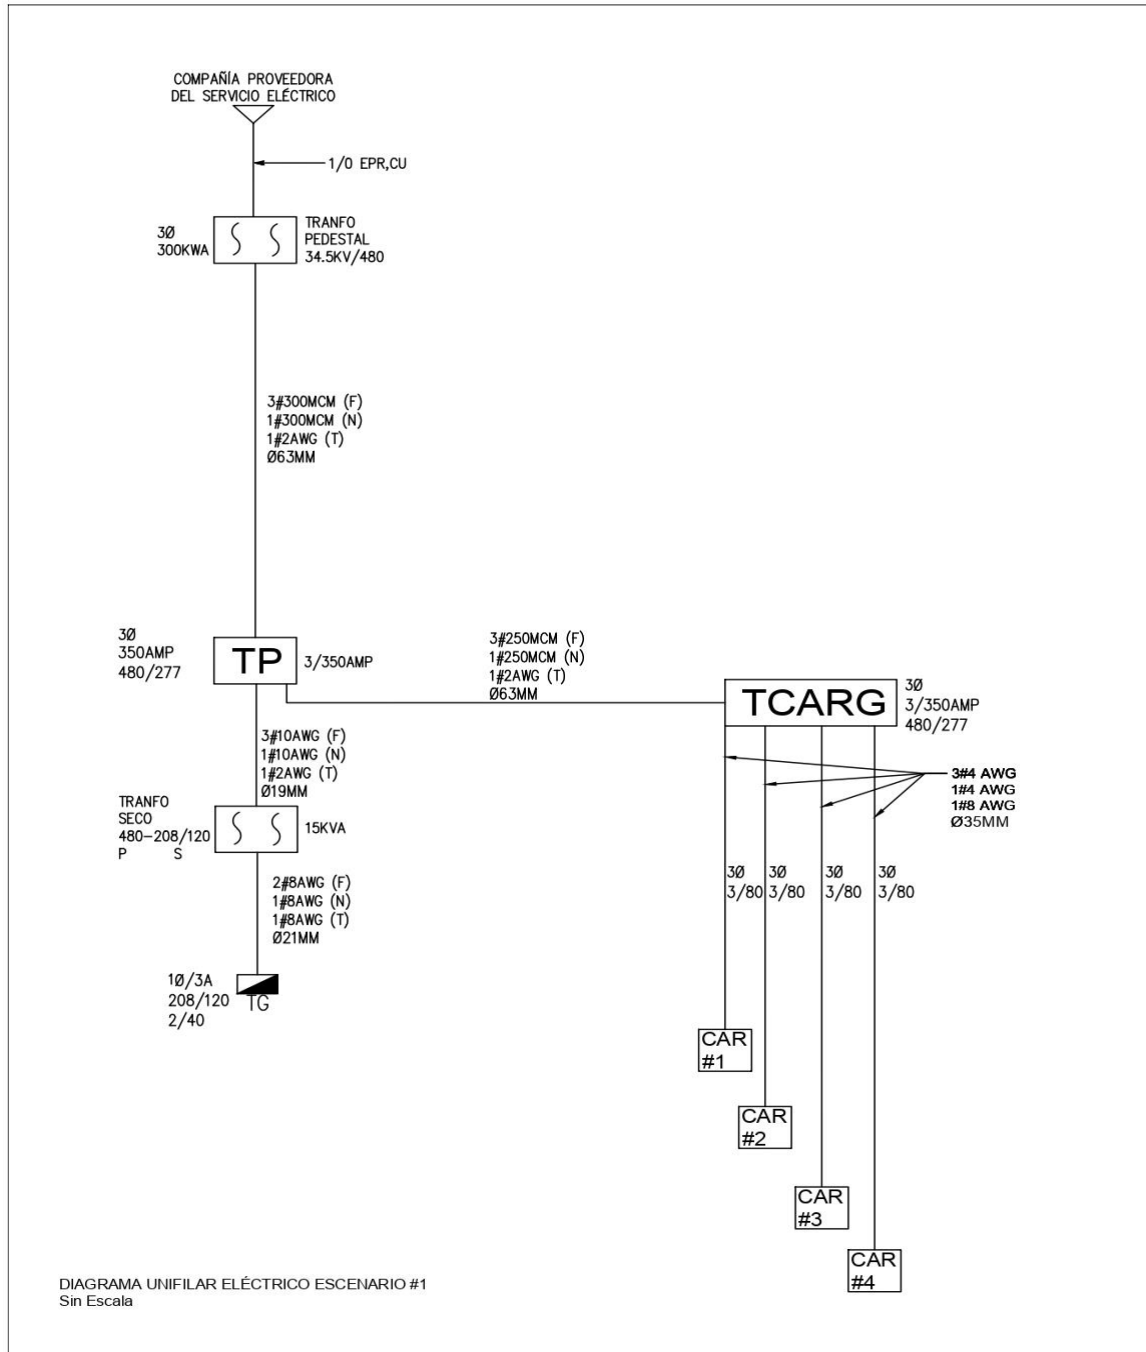 COMPAÑÍA PROVEEDORA
DEL SERVICIO ELÉCTRICO
1/0 EPR,CU
3Ø
300KWA
TRANFO
PEDESTAL
34.5KV/480
3#300MCM (F)
1#300MCM (N)
1#2AWG (T)
Ø63MM
3Ø
350AMP
480/277
TP
3/350AMP
3#250MCM (F)
1#250MCM (N)
1#2AWG (T)
Ø63MM
TCARG
3Ø
3/350AMP
480/277
3#10AWG (F)
1#10AWG (N)
1#2AWG (T)
Ø19MM
3#4 AWG
1#4 AWG
1#8 AWG
Ø35MM
TRANFO
SECO
480-208/120
P S
15KVA
2#8AWG (F)
1#8AWG (N)
1#8AWG (T)
Ø21MM
3Ø
3/80
3Ø
3/80
3Ø
3/80
3Ø
3/80
1Ø/3A
208/120
2/40
TG
CAR
#1
CAR
#2
CAR
#3
CAR
#4
DIAGRAMA UNIFILAR ELÉCTRICO ESCENARIO #1
Sin Escala